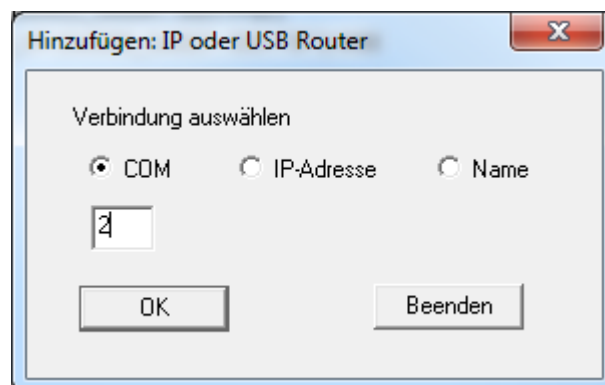 Hinzufügen: IP oder USB Router
Verbindung auswählen
COM IP-Adresse Name
2
OK Beenden